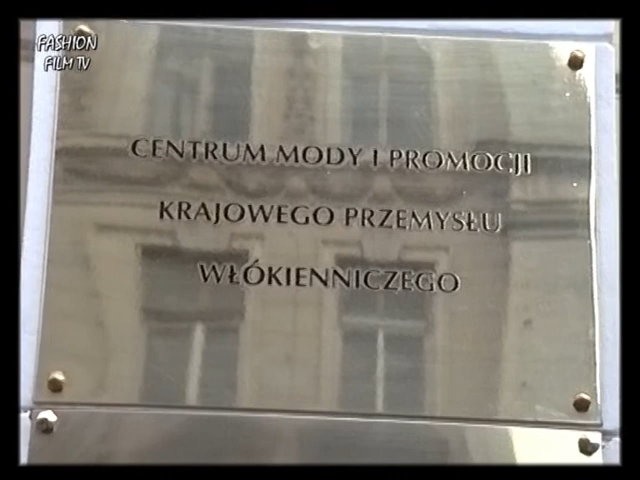 FASHION
FILM TV
CENTRUM MODY I PROMOCJI
KRAJOWEGO PRZEMYSŁU
WŁÓKIENNICZEGO